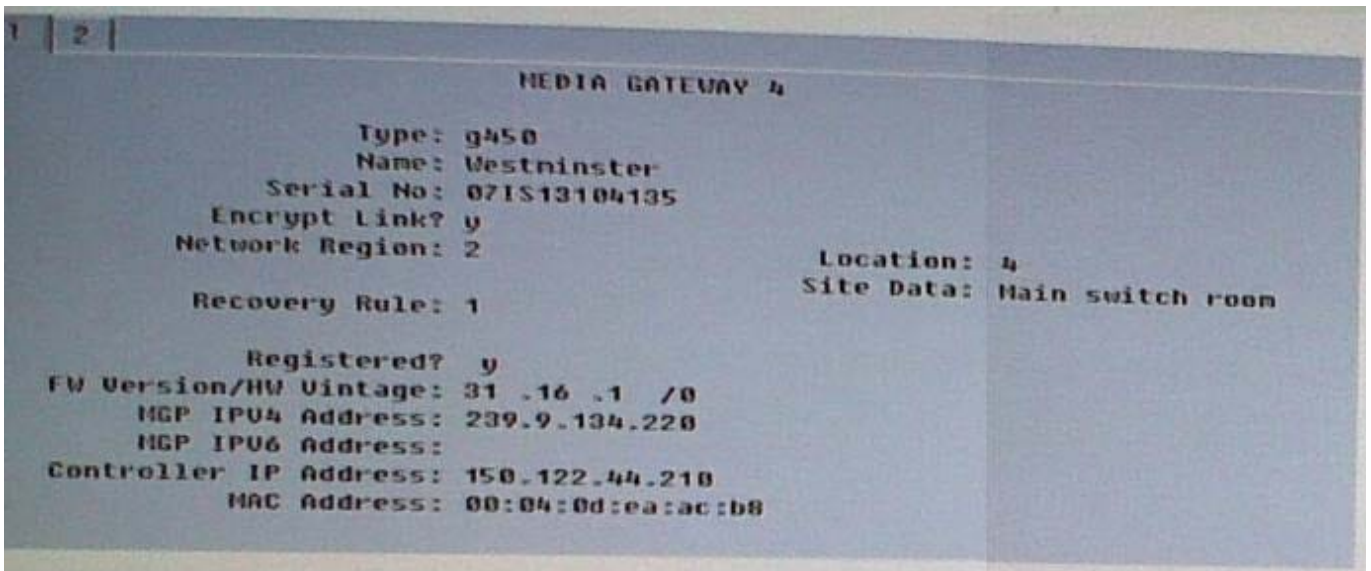 1 | 2 |
MEDIA GATEWAY 4
Type: g450
Name: Westminster
Serial No: 07IS13104135
Encrypt Link? y
Network Region: 2 Location: 4
Site Data: Main switch room
Recovery Rule: 1
Registered? y
FW Version/HW Vintage: 31 .16 .1 /0
MGP IPV4 Address: 239.9.134.220
MGP IPV6 Address:
Controller IP Address: 150.122.44.210
MAC Address: 00:04:0d:ea:ac:b8